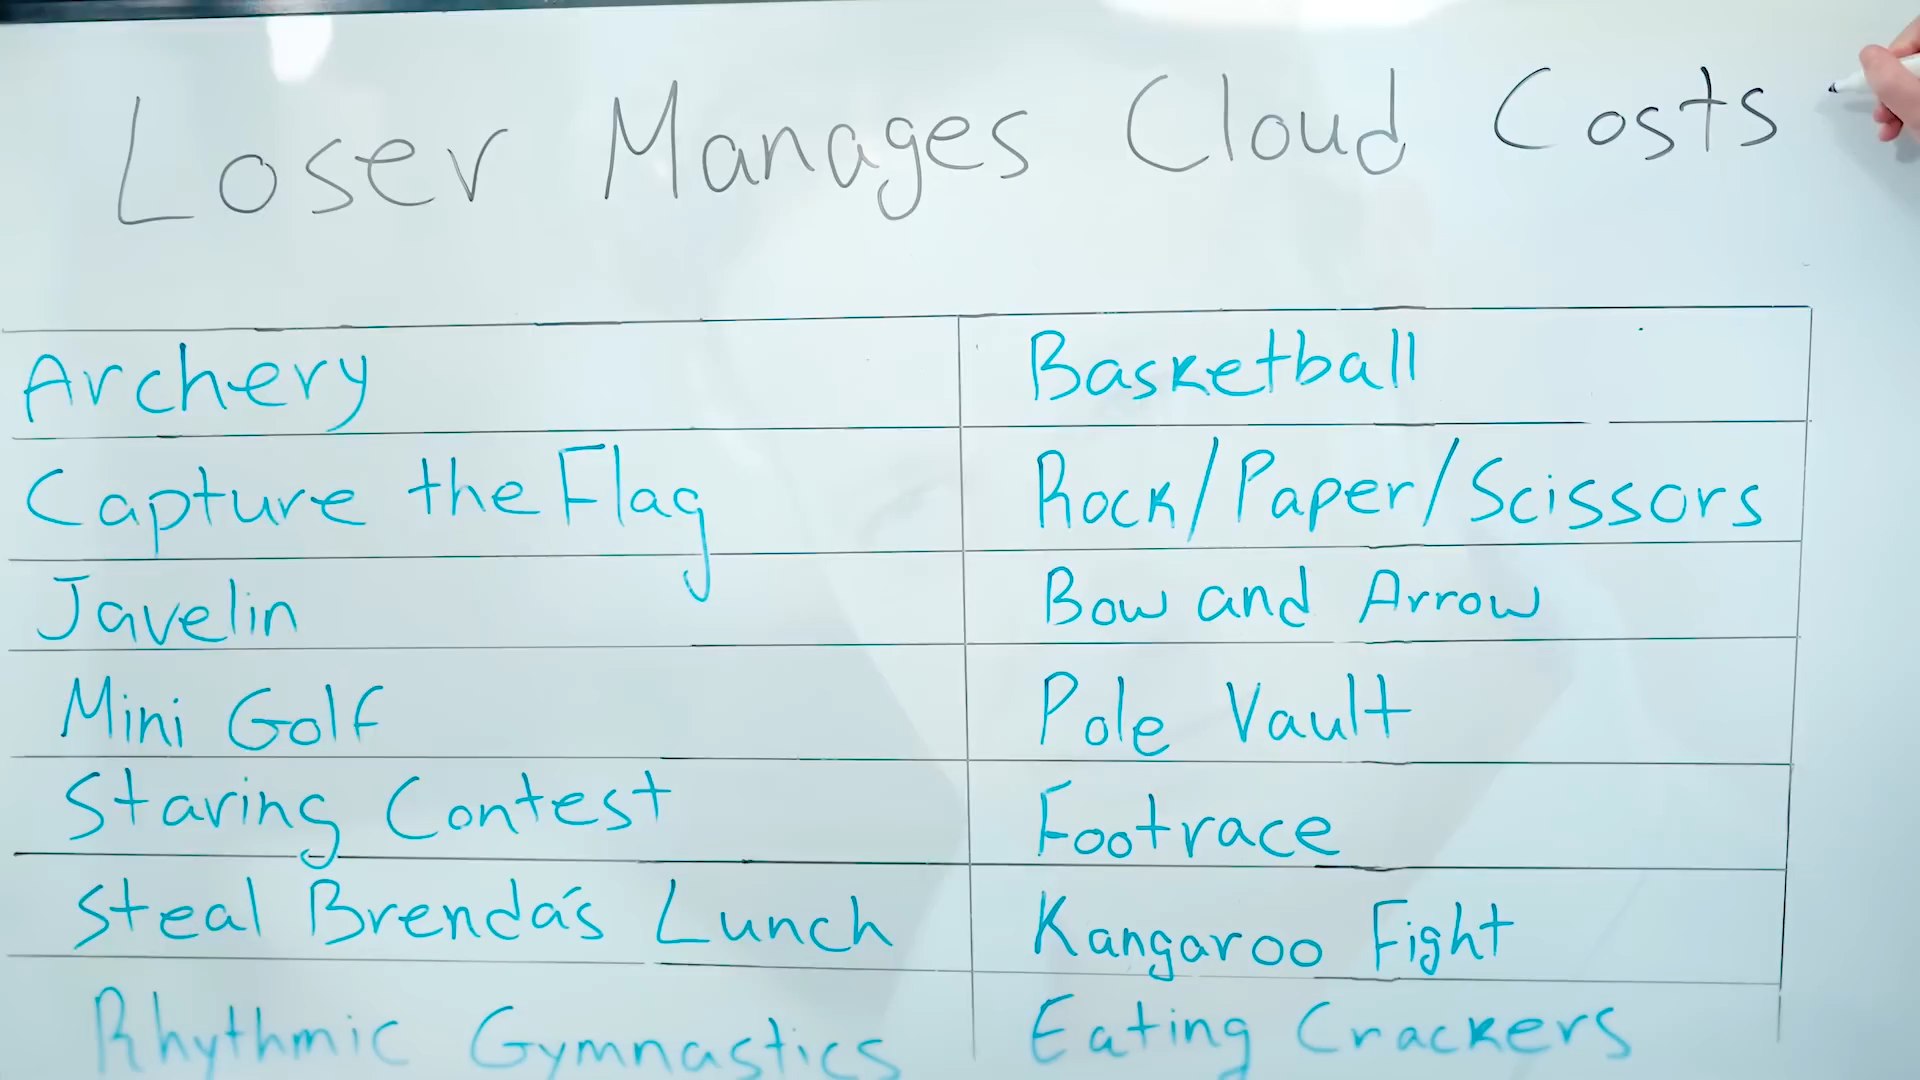 Loser Manages Cloud Costs
Archery
Basketball
Capture the Flag
Rock/Paper/Scissors
Javelin
Bow and Arrow
Mini Golf
Pole Vault
Staring Contest
Footrace
Steal Brenda's Lunch
Kangaroo Fight
Rhythmic Gymnastics
Eating Crackers